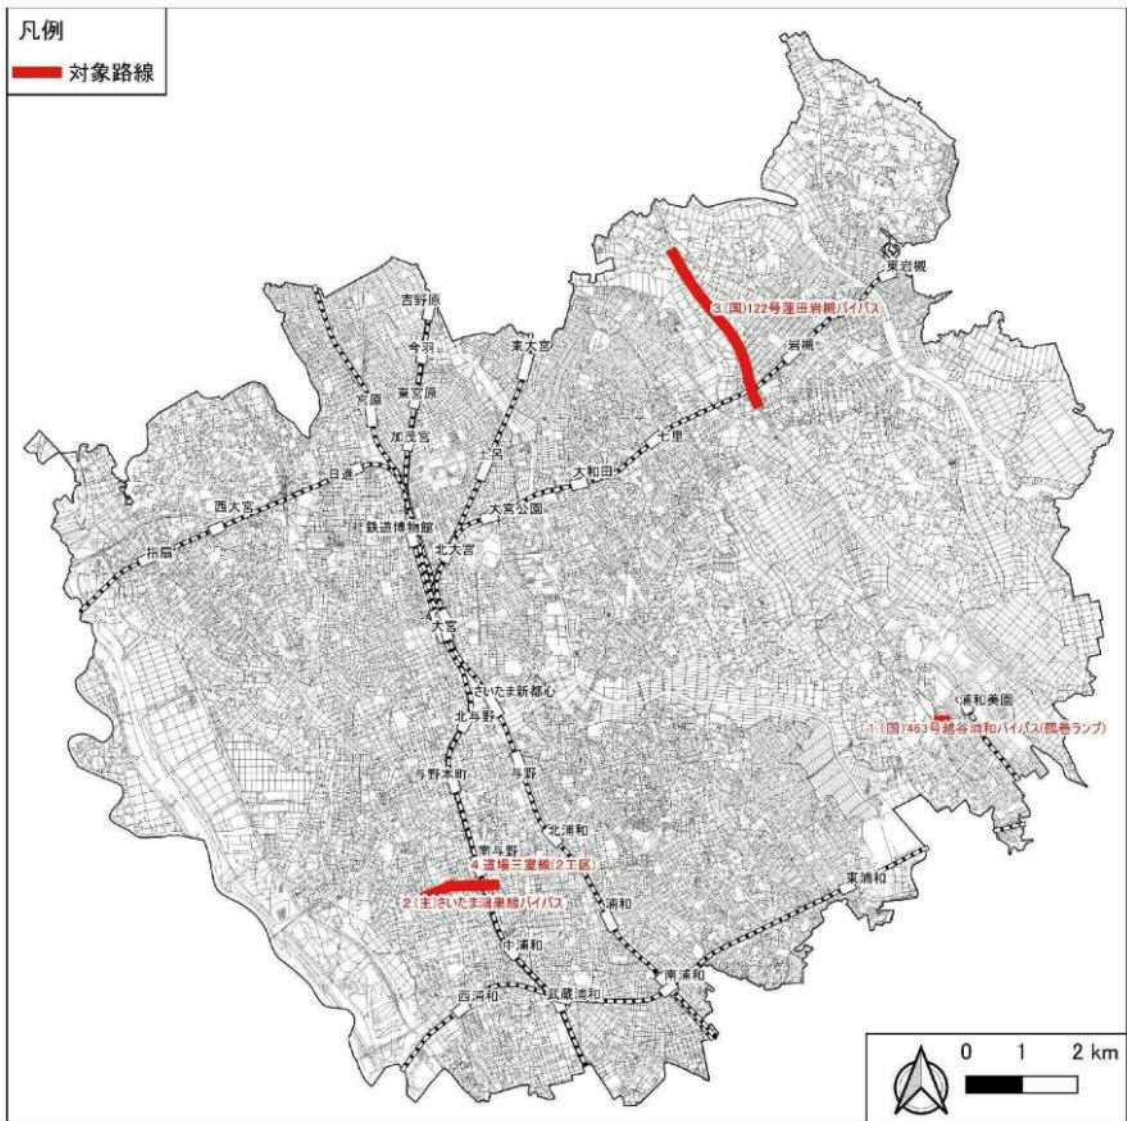 凡例
対象路線
東岩槻
3（国)122号蓮田岩槻バイパス
吉野原
今羽
東大宮
岩槻
東宮原
宮原
加茂宮
七里
土呂
日進
大和田
西大宮
大宮公園
鉄道博物館
指扇
北大宮
大宮
さいたま新都心
浦和美園
北与野
1（国)463号越谷浦和バイパス(間巻ランプ)
与野本町
与野
北浦和
南与野
4 道場三室線(2工区
東浦和
2（主)さいたま鴻巣線バイパス
浦和
中浦和
南浦和
西浦和
武蔵浦和
0 1 2 km